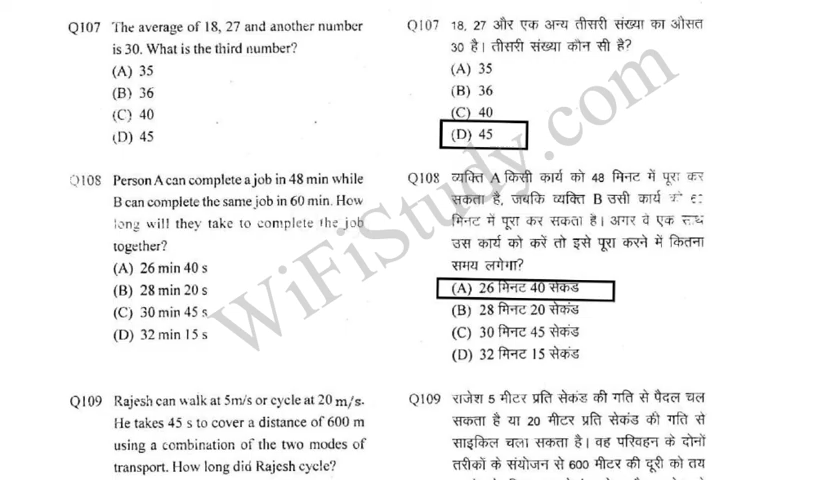 Q107 The average of 18, 27 and another number
is 30. What is the third number?
(A) 35
(B) 36
(C) 40
(D) 45
Q108 Person A can complete a job in 48 min while
B can complete the same job in 60 min. How
long will they take to complete the job
together?
(A) 26 min 40 s
(B) 28 min 20 s
(C) 30 min 45 s
(D) 32 min 15 s
Q109 Rajesh can walk at 5m/s or cycle at 20 m/s.
He takes 45 s to cover a distance of 600 m
using a combination of the two modes of
transport. How long did Rajesh cycle?
Q107 18, 27 और एक अन्य तीसरी संख्या का औसत
30 है। तीसरी संख्या कौन सी है?
(A) 35
(B) 36
(C) 40
(D) 45
Q108 व्यक्ति A किसी कार्य को 48 मिनट में पूरा कर
सकता है, जबकि व्यक्ति B उसी कार्य को
मिनट में पूरा कर सकता है। अगर वे एक साथ
उस कार्य को करें तो इसे पूरा करने में कितना
समय लगेगा?
(A) 26 मिनट 40 सेकंड
(B) 28 मिनट 20 सेकंड
(C) 30 मिनट 45 सेकंड
(D) 32 मिनट 15 सेकंड
Q109 राजेश 5 मीटर प्रति सेकंड की गति से पैदल चल
सकता है या 20 मीटर प्रति सेकंड की गति से
साइकिल चला सकता है। वह परिवहन के दोनों
तरीकों के संयोजन से 600 मीटर की दूरी को तय
WiFiStudy.com